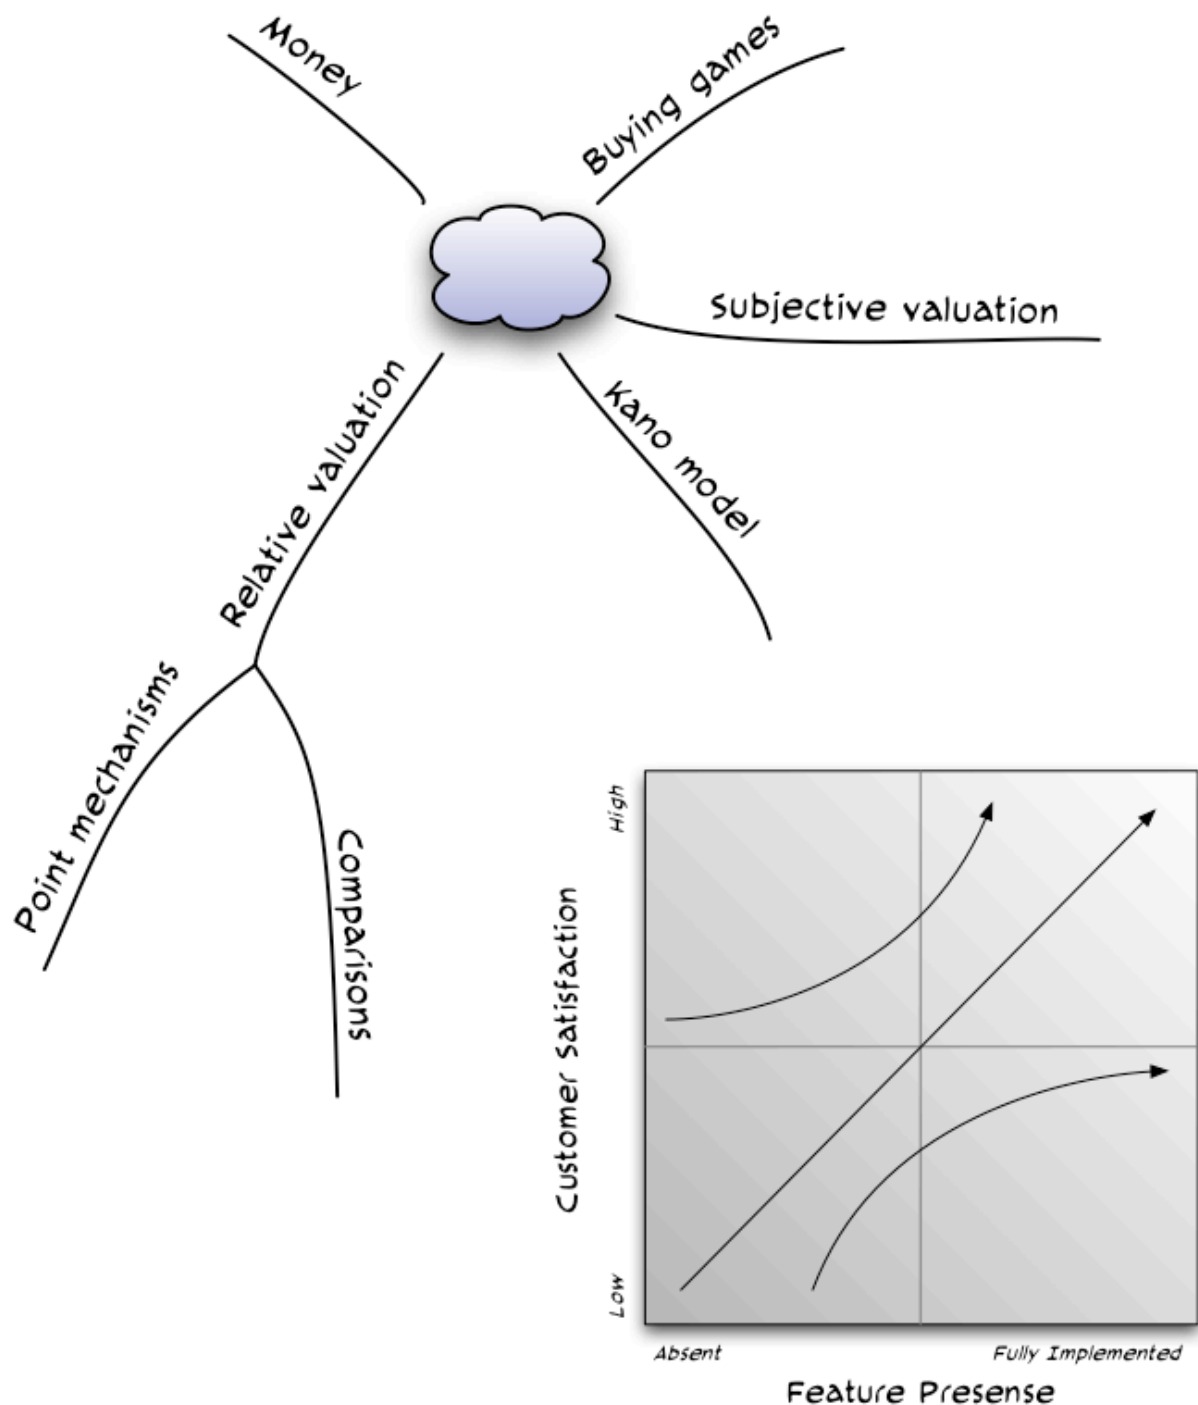 Money
Buying games
Subjective valuation
Kano model
Relative valuation
Point mechanisms
Comparisons
High
Customer Satisfaction
Low
Absent
Fully Implemented
Feature Presense